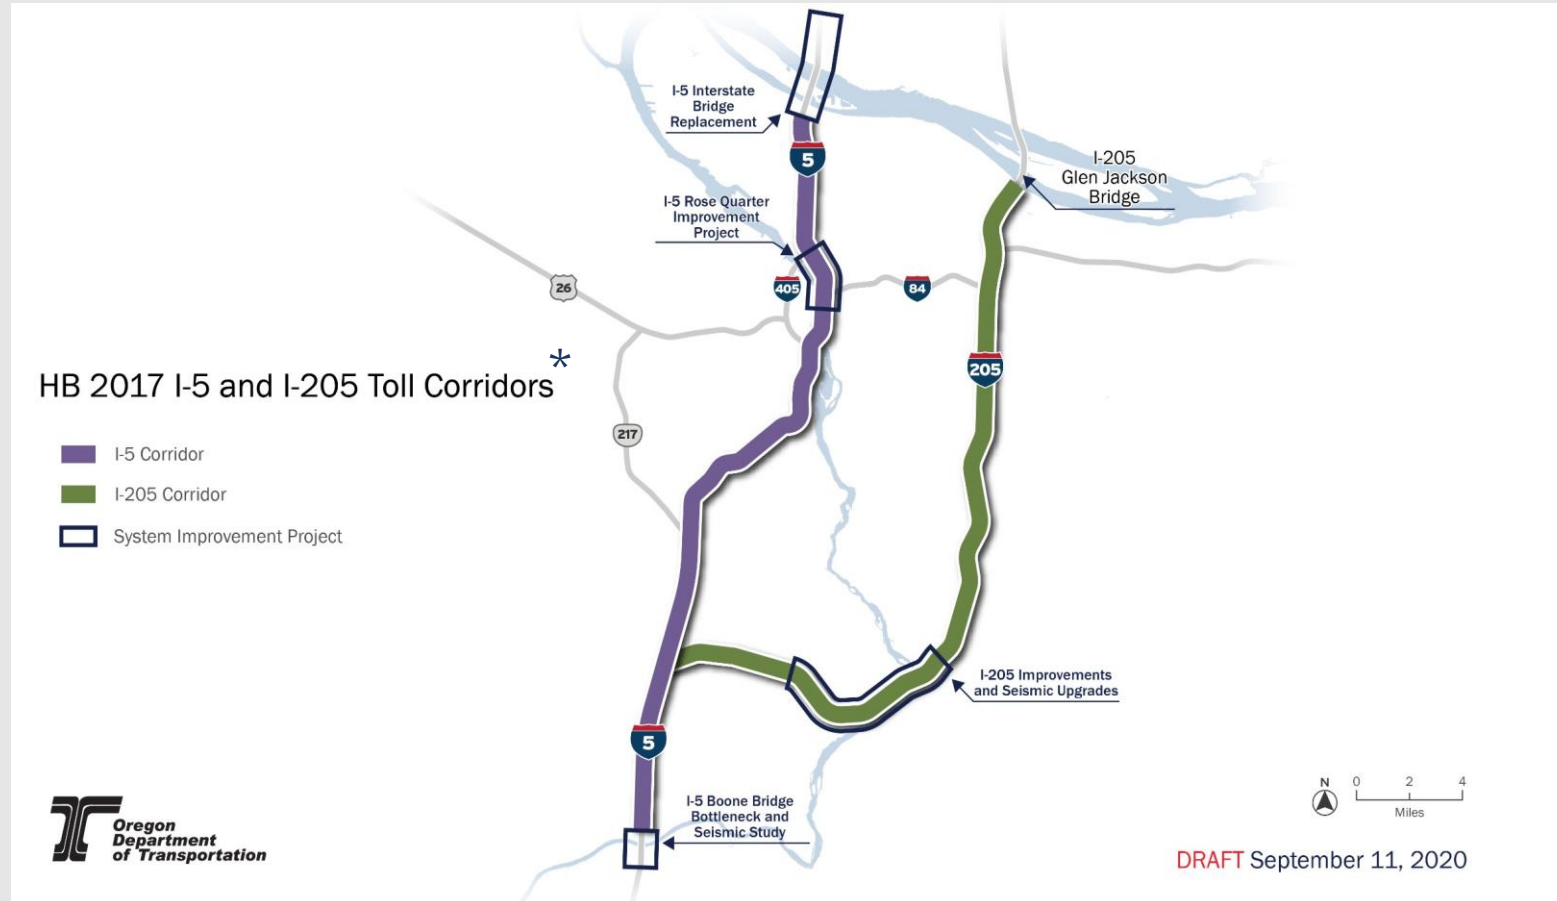 I-5 Interstate
Bridge
Replacement
5
I-205
Glen Jackson
Bridge
I-5 Rose Quarter
Improvement
Project
26
405
84
HB 2017 I-5 and I-205 Toll Corridors*
205
217
I-5 Corridor
I-205 Corridor
System Improvement Project
I-205 Improvements
and Seismic Upgrades
5
I-5 Boone Bridge
Bottleneck and
Seismic Study
N
0 2 4
Miles
Oregon
Department
of Transportation
DRAFT September 11, 2020